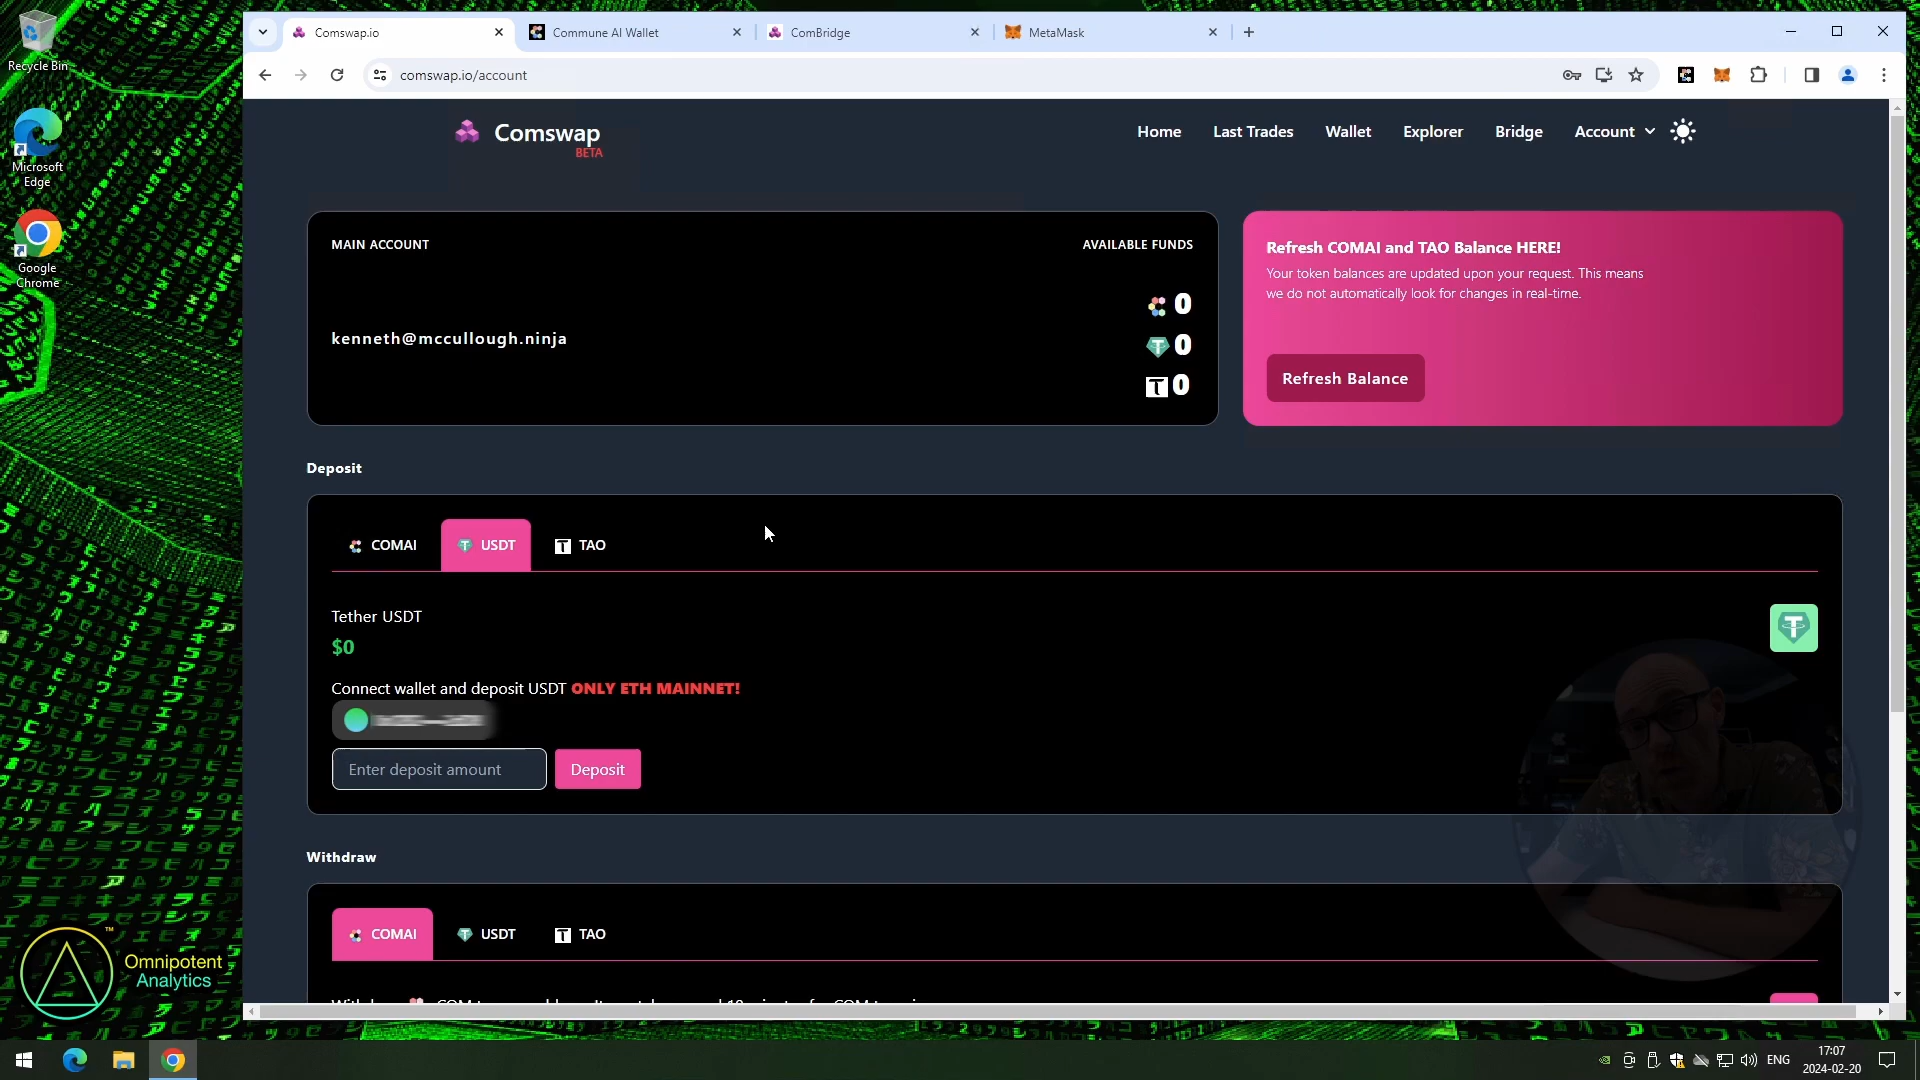 Recycle Bin
Microsoft
Edge
Google
Chrome
Comswap.io
Commune AI Wallet
ComBridge
MetaMask
comswap.io/account
Comswap
BETA
Home
Last Trades
Wallet
Explorer
Bridge
Account
MAIN ACCOUNT
AVAILABLE FUNDS
kenneth@mccullough.ninja
0
0
0
Refresh COMAI and TAO Balance HERE!
Your token balances are updated upon your request. This means
we do not automatically look for changes in real-time.
Refresh Balance
Deposit
COMAI
USDT
TAO
Tether USDT
$0
Connect wallet and deposit USDT ONLY ETH MAINNET!
Enter deposit amount
Deposit
Withdraw
COMAI
USDT
TAO
Omnipotent
Analytics
TM
ENG
17:07
2024-02-20